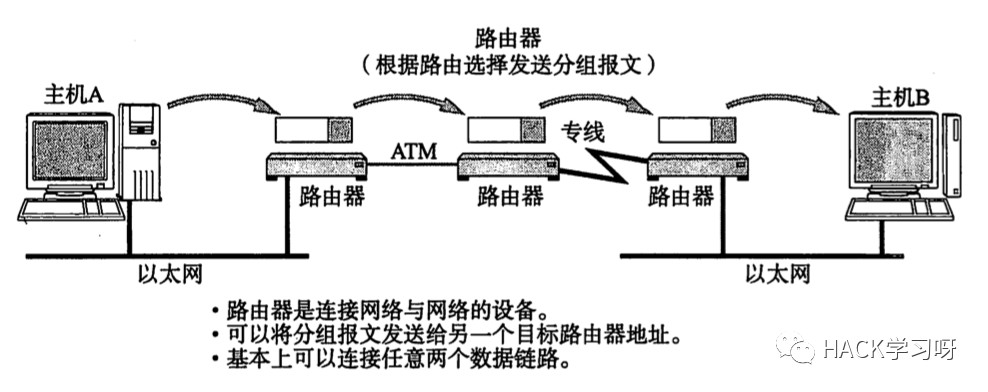 路由器
（根据路由选择发送分组报文）
主机A
主机B
ATM
专线
路由器
路由器
路由器
以太网
以太网
·路由器是连接网络与网络的设备。
·可以将分组报文发送给另一个目标路由器地址。
·基本上可以连接任意两个数据链路。
HACK学习呀